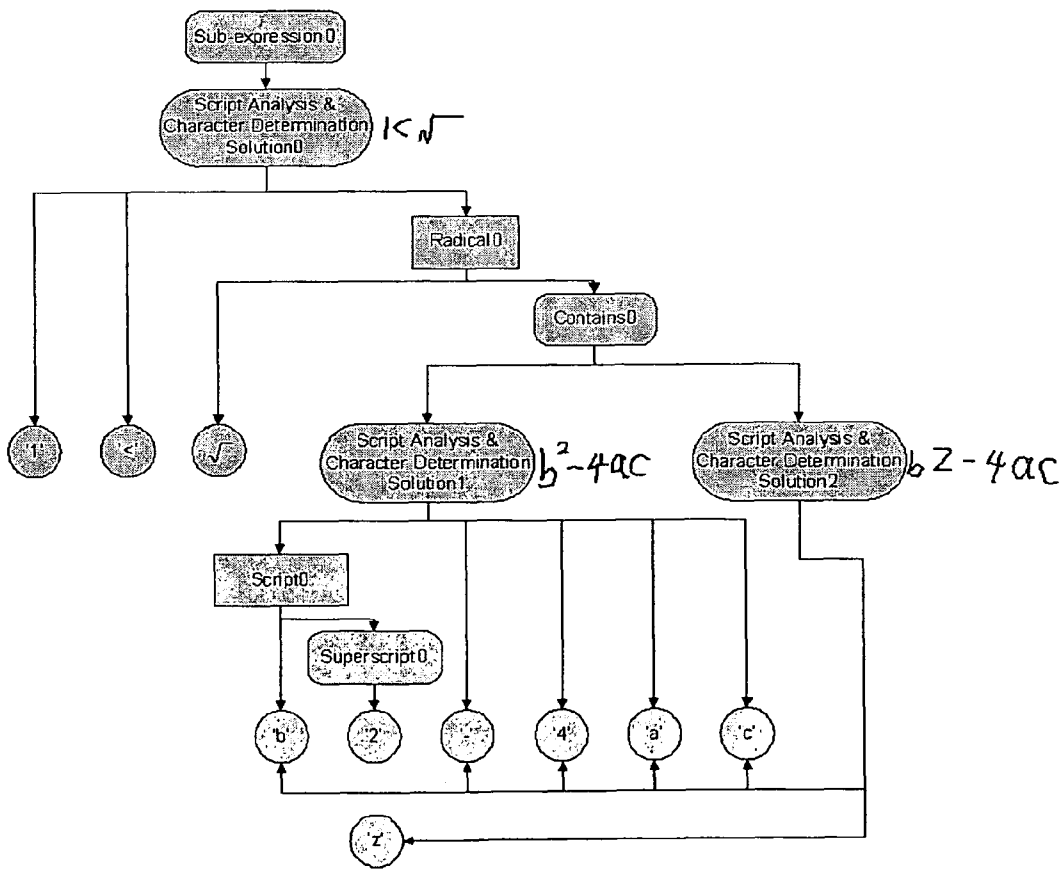 Sub-expression0
Script Analysis &
Character Determination
Solution0
1<√
Radical0
Contains0
'1'
'<'
'√'
Script Analysis &
Character Determination
Solution1
b²-4ac
Script Analysis &
Character Determination
Solution2
bz-4ac
Script0
Superscript0
'b'
'2'
'-'
'4'
'a'
'c'
'z'